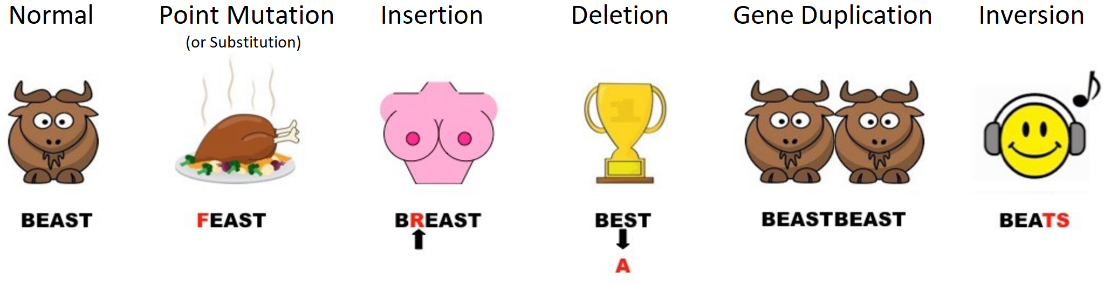 Normal
Point Mutation
(or Substitution)
Insertion
Deletion
Gene Duplication
Inversion
1
BEAST
FEAST
BREAST
BEST
A
BEASTBEAST
BEATS